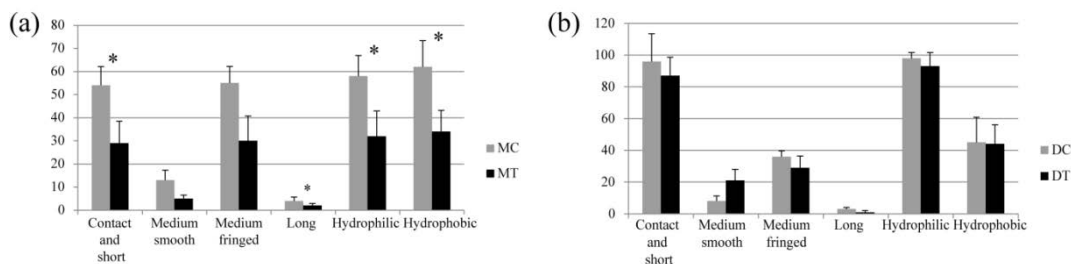 (a)
80
70
60
50
40
30
20
10
0
*
*
*
*
Contact and short
Medium smooth
Medium fringed
Long
Hydrophilic
Hydrophobic
MC
MT
(b)
120
100
80
60
40
20
0
Contact and short
Medium smooth
Medium fringed
Long
Hydrophilic
Hydrophobic
DC
DT